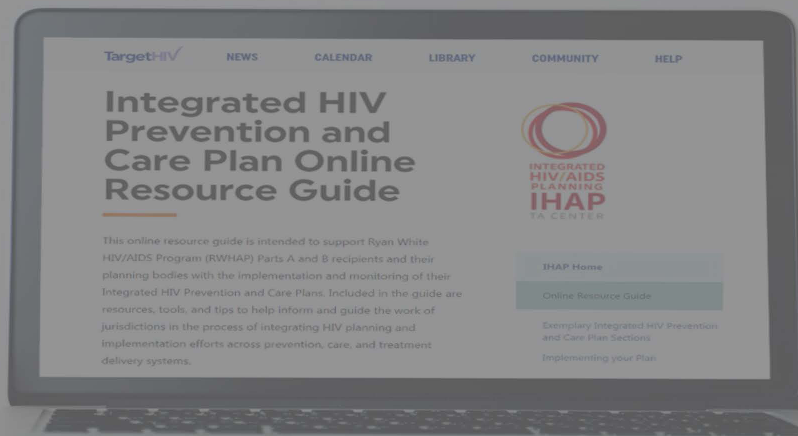 TargetHIV NEWS CALENDAR LIBRARY COMMUNITY HELP
Integrated HIV
Prevention and
Care Plan Online
Resource Guide
This online resource guide is intended to support Ryan White
HIV/AIDS Program (RWHAP) Parts A and B recipients and their
planning bodies with the implementation and monitoring of their
Integrated HIV Prevention and Care Plans. Included in the guide are
resources, tools, and tips to help inform and guide the work of
jurisdictions in the process of integrating HIV planning and
implementation efforts across prevention, care, and treatment
delivery systems.
INTEGRATED
HIV/AIDS
PLANNING
IHAP
TA CENTER
IHAP Home
Online Resource Guide
Exemplary Integrated HIV Prevention
and Care Plan Sections
Implementing your Plan